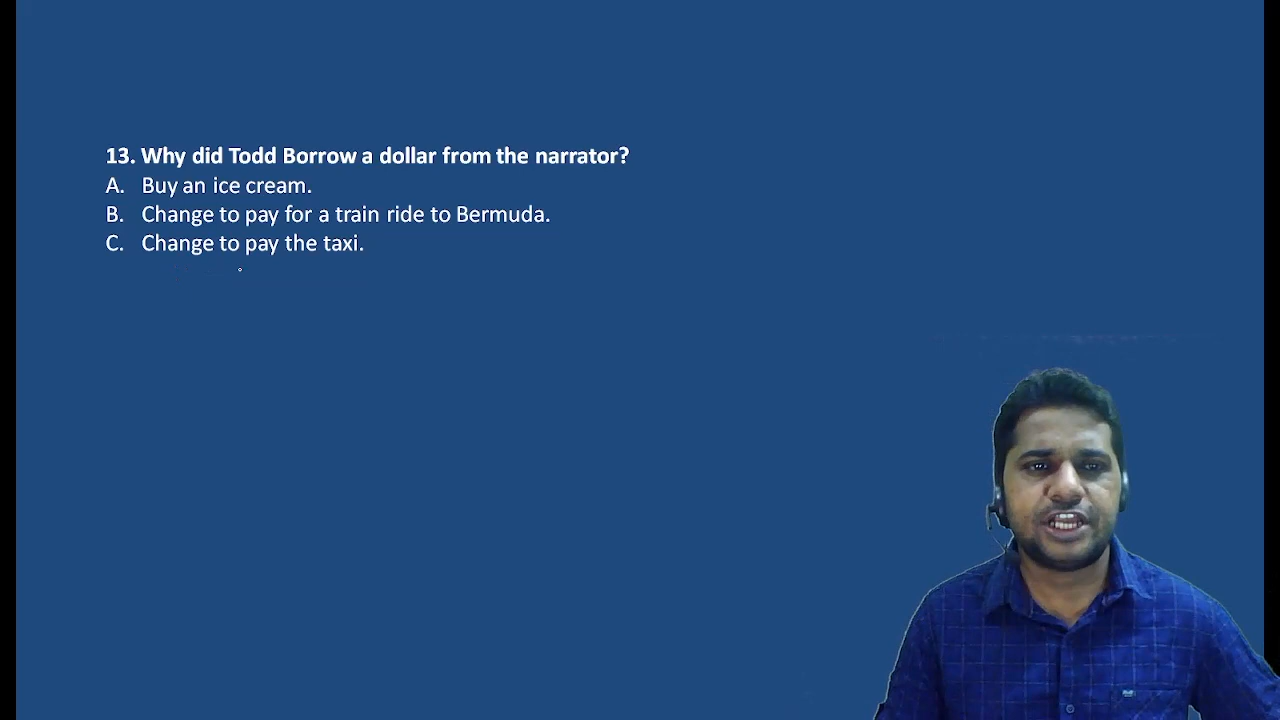 13. Why did Todd Borrow a dollar from the narrator?
A. Buy an ice cream.
B. Change to pay for a train ride to Bermuda.
C. Change to pay the taxi.